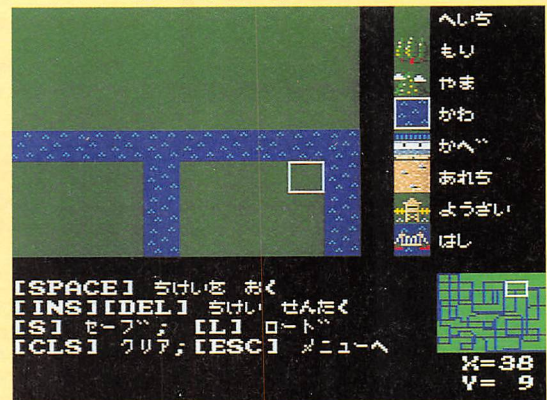 へいち
もり
やま
かわ
かべ
あれち
ようさい
はし
[SPACE] ちけいを おく
[INS][DEL] ちけい せんたく
[S] セーブ; [L] ロード
[CLS] クリア; [ESC] メニューへ
X=38
Y= 9